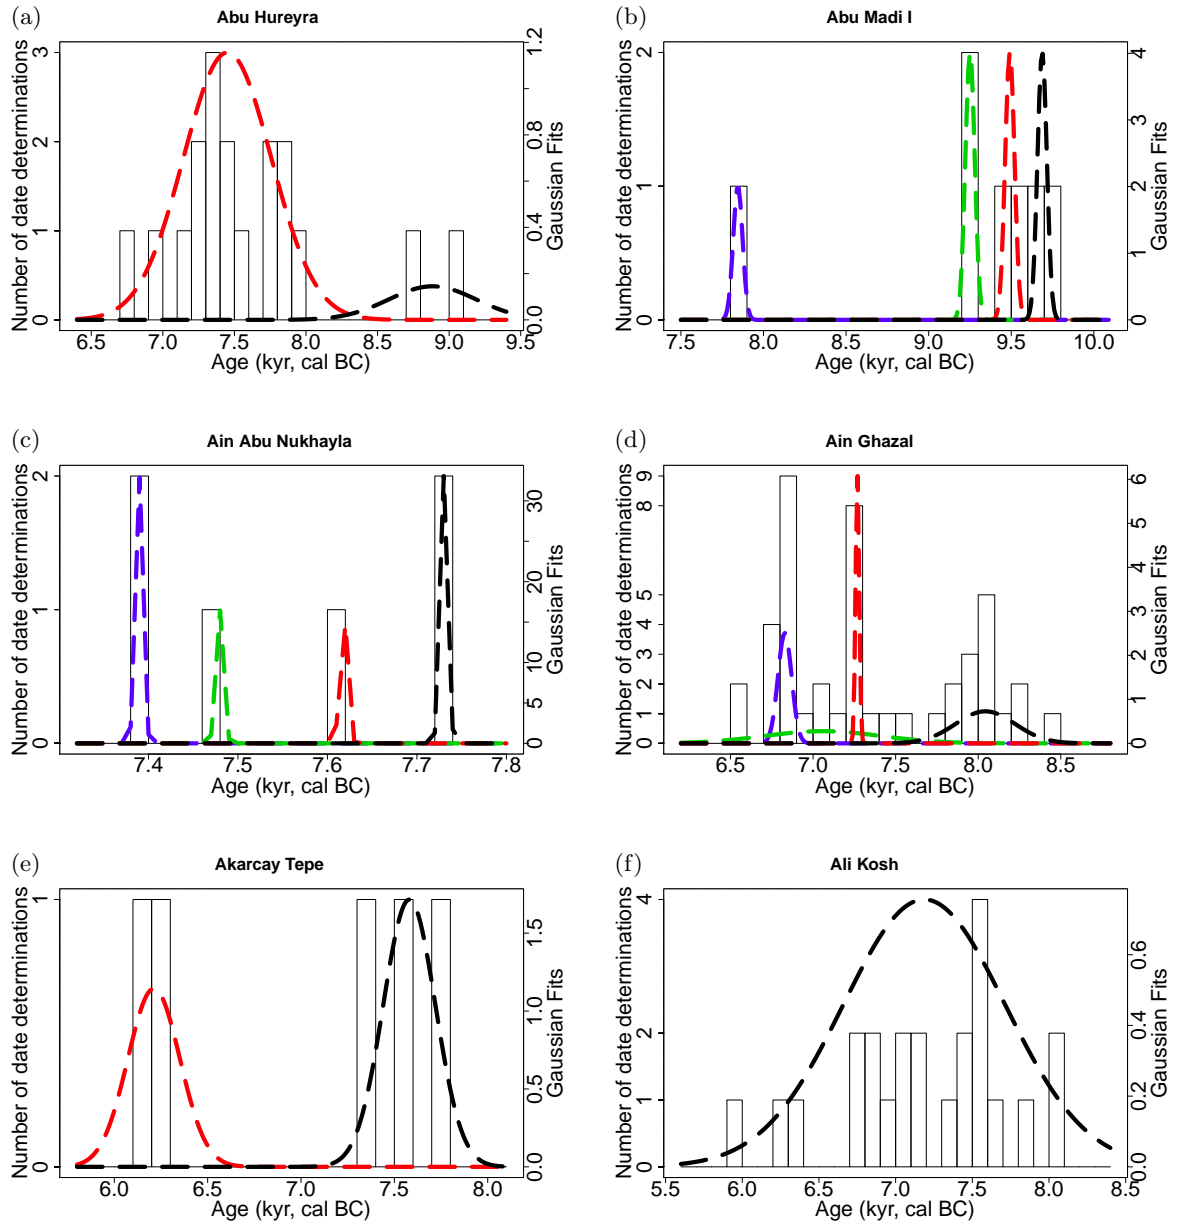 (a)
Abu Hureyra
Number of date determinations
0 1 2 3
6.5 7.0 7.5 8.0 8.5 9.0 9.5
Age (kyr, cal BC)
0.0 0.4 0.8 1.2
Gaussian Fits
(b)
Abu Madi I
Number of date determinations
0 1 2
7.5 8.0 8.5 9.0 9.5 10.0
Age (kyr, cal BC)
0 1 2 3 4
Gaussian Fits
(c)
Ain Abu Nukhayla
Number of date determinations
0 1 2
7.4 7.5 7.6 7.7 7.8
Age (kyr, cal BC)
0 5 10 20 30
Gaussian Fits
(d)
Ain Ghazal
Number of date determinations
0 1 2 3 4 5 8 9
6.5 7.0 7.5 8.0 8.5
Age (kyr, cal BC)
0 1 2 3 4 5 6
Gaussian Fits
(e)
Akarcay Tepe
Number of date determinations
0 1
6.0 6.5 7.0 7.5 8.0
Age (kyr, cal BC)
0.0 0.5 1.0 1.5
Gaussian Fits
(f)
Ali Kosh
Number of date determinations
0 1 2 4
5.5 6.0 6.5 7.0 7.5 8.0 8.5
Age (kyr, cal BC)
0.0 0.2 0.4 0.6
Gaussian Fits